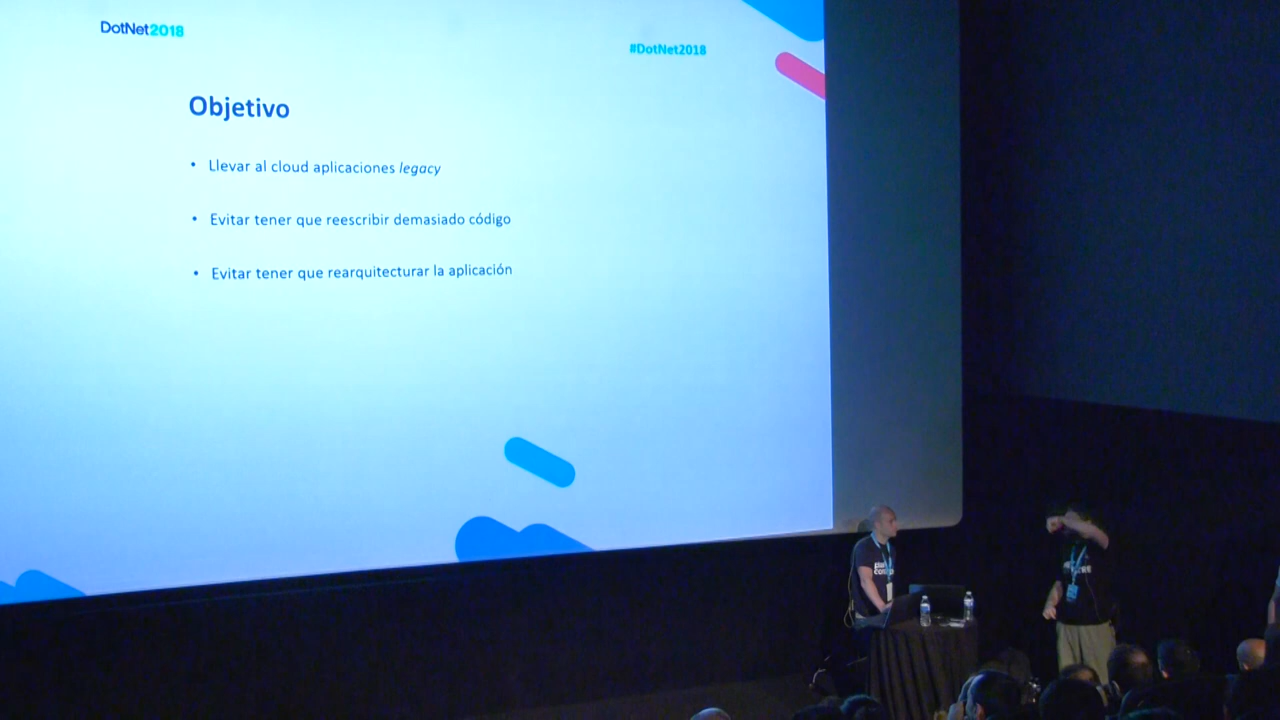 DotNet2018
#DotNet2018
Objetivo
• Llevar al cloud aplicaciones legacy
• Evitar tener que reescribir demasiado código
• Evitar tener que rearquitecturar la aplicación